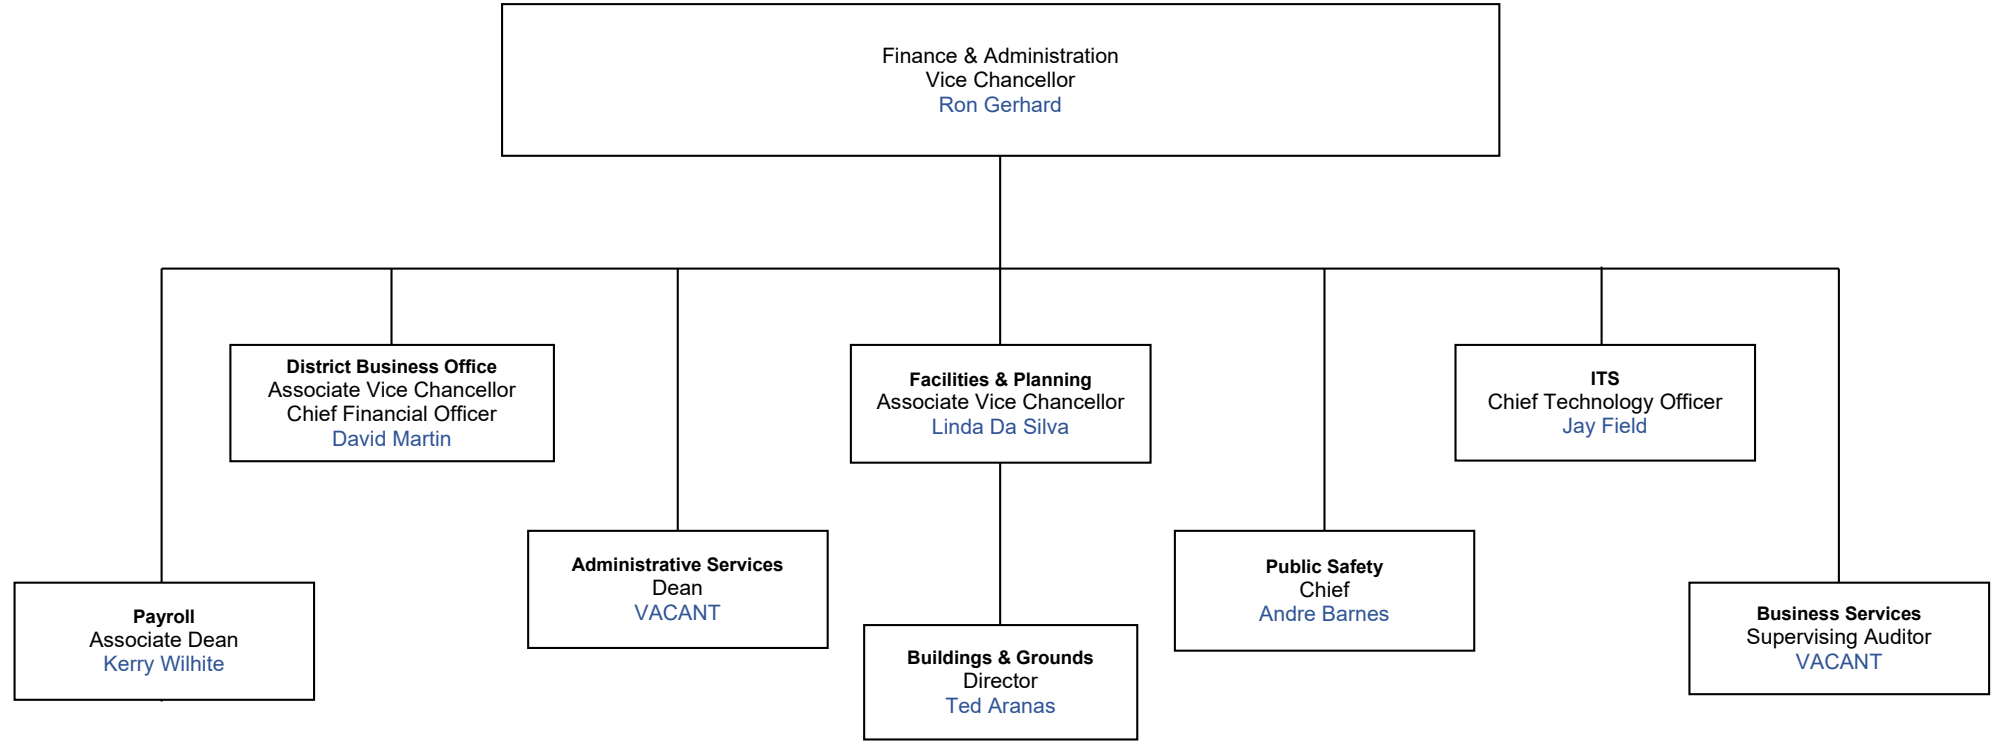 Finance & Administration
Vice Chancellor
Ron Gerhard
District Business Office
Associate Vice Chancellor
Chief Financial Officer
David Martin
Facilities & Planning
Associate Vice Chancellor
Linda Da Silva
ITS
Chief Technology Officer
Jay Field
Payroll
Associate Dean
Kerry Wilhite
Administrative Services
Dean
VACANT
Buildings & Grounds
Director
Ted Aranas
Public Safety
Chief
Andre Barnes
Business Services
Supervising Auditor
VACANT